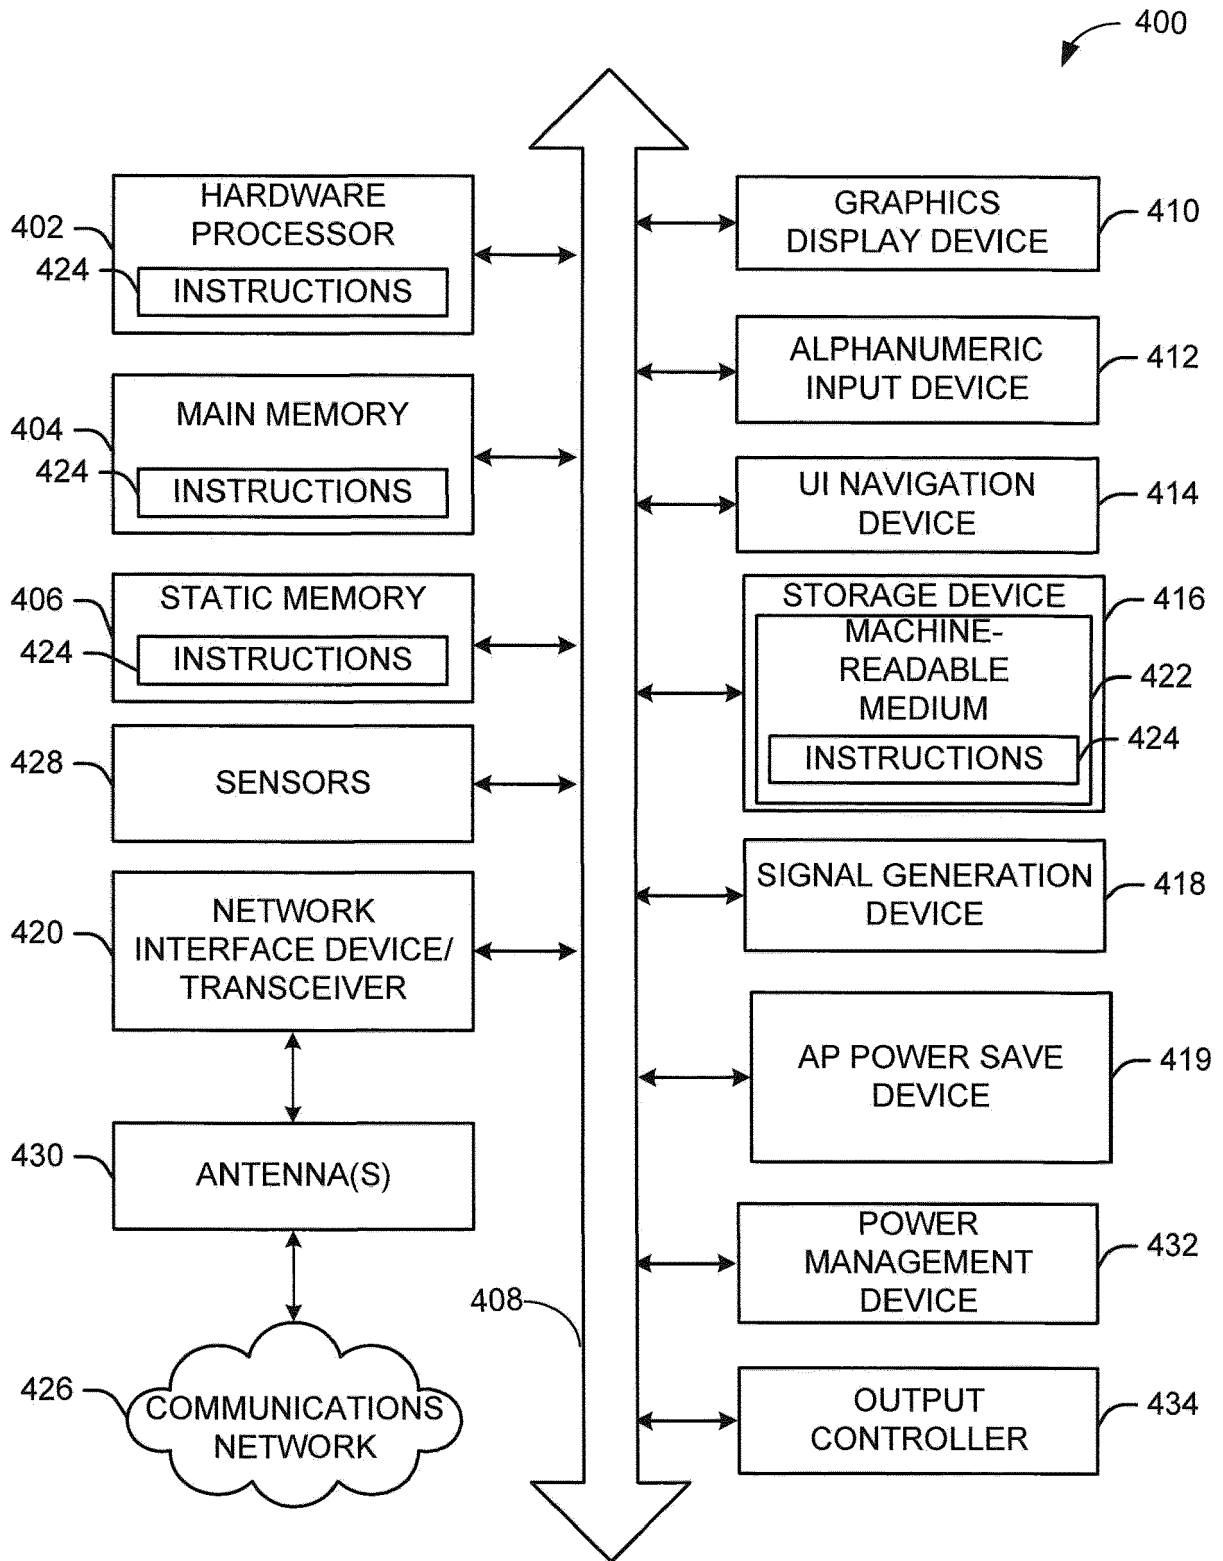 400
HARDWARE
PROCESSOR
402
424
INSTRUCTIONS
MAIN MEMORY
404
424
INSTRUCTIONS
STATIC MEMORY
406
424
INSTRUCTIONS
428
SENSORS
NETWORK
INTERFACE DEVICE/
TRANSCEIVER
420
430
ANTENNA(S)
408
426
COMMUNICATIONS
NETWORK
GRAPHICS
DISPLAY DEVICE
410
ALPHANUMERIC
INPUT DEVICE
412
UI NAVIGATION
DEVICE
414
STORAGE DEVICE
416
MACHINE-
READABLE
MEDIUM
422
INSTRUCTIONS
424
SIGNAL GENERATION
DEVICE
418
AP POWER SAVE
DEVICE
419
POWER
MANAGEMENT
DEVICE
432
OUTPUT
CONTROLLER
434